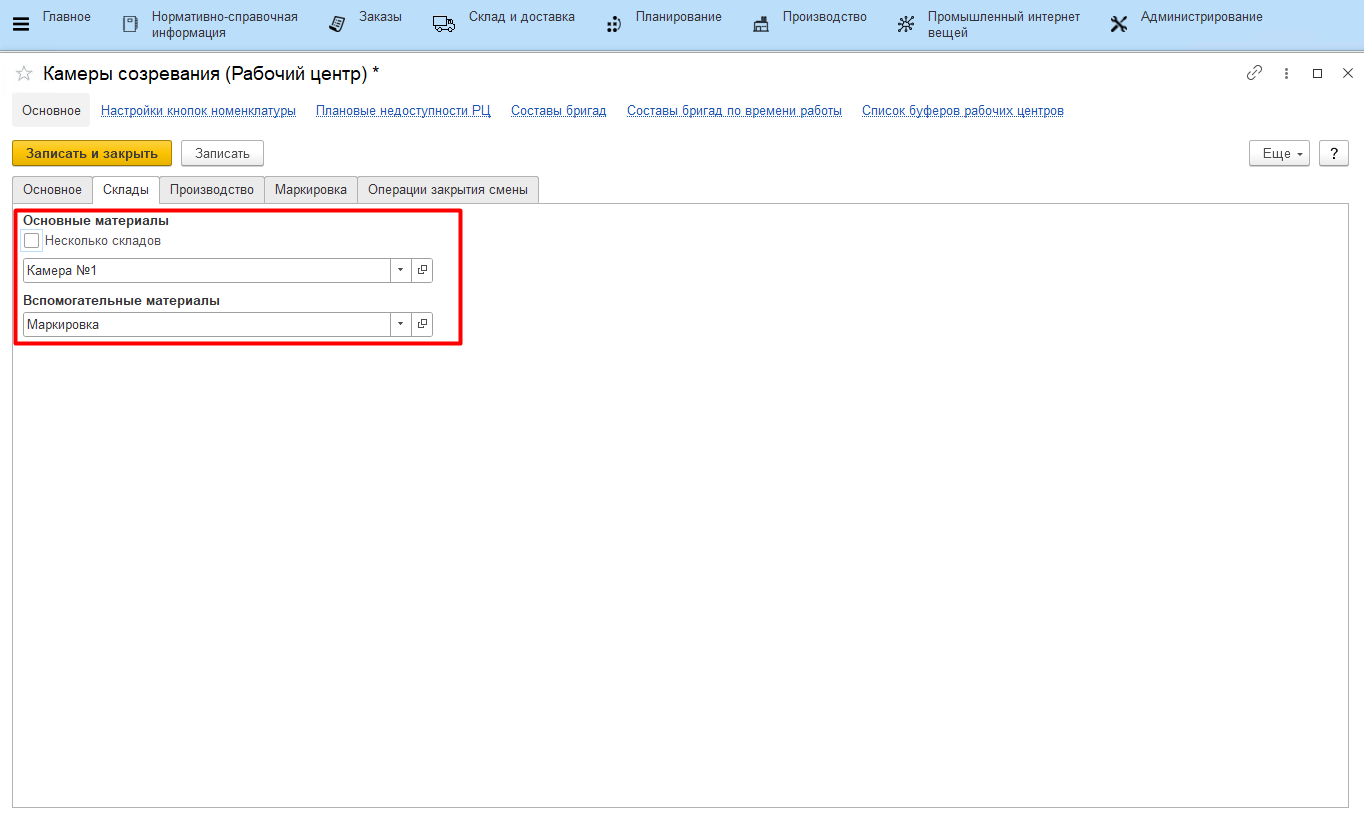 Главное
Нормативно-справочная
информация
Заказы
Склад и доставка
Планирование
Производство
Промышленный интернет
вещей
Администрирование
Камеры созревания (Рабочий центр) *
Основное
Настройки кнопок номенклатуры
Плановые недоступности РЦ
Составы бригад
Составы бригад по времени работы
Список буферов рабочих центров
Записать и закрыть
Записать
Еще
?
Основное
Склады
Производство
Маркировка
Операции закрытия смены
Основные материалы
Несколько складов
Камера №1
Вспомогательные материалы
Маркировка